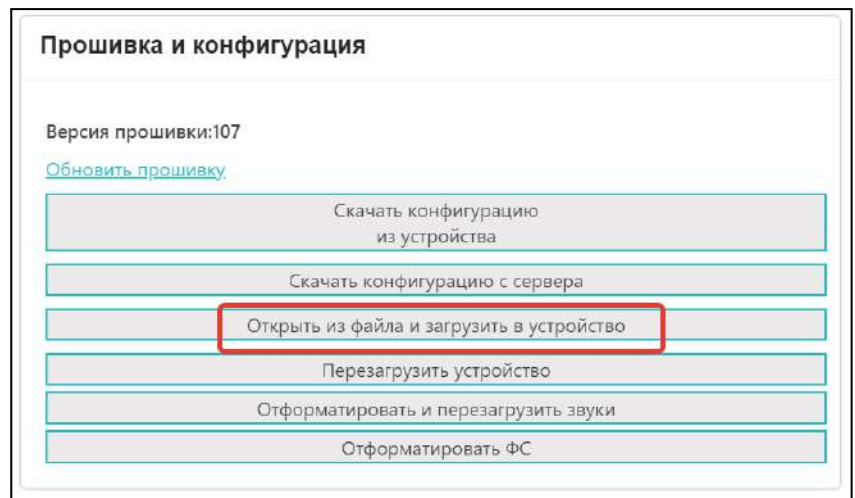 Прошивка и конфигурация
Версия прошивки:107
Обновить прошивку
Скачать конфигурацию
из устройства
Скачать конфигурацию с сервера
Открыть из файла и загрузить в устройство
Перезагрузить устройство
Отформатировать и перезагрузить звуки
Отформатировать ФС